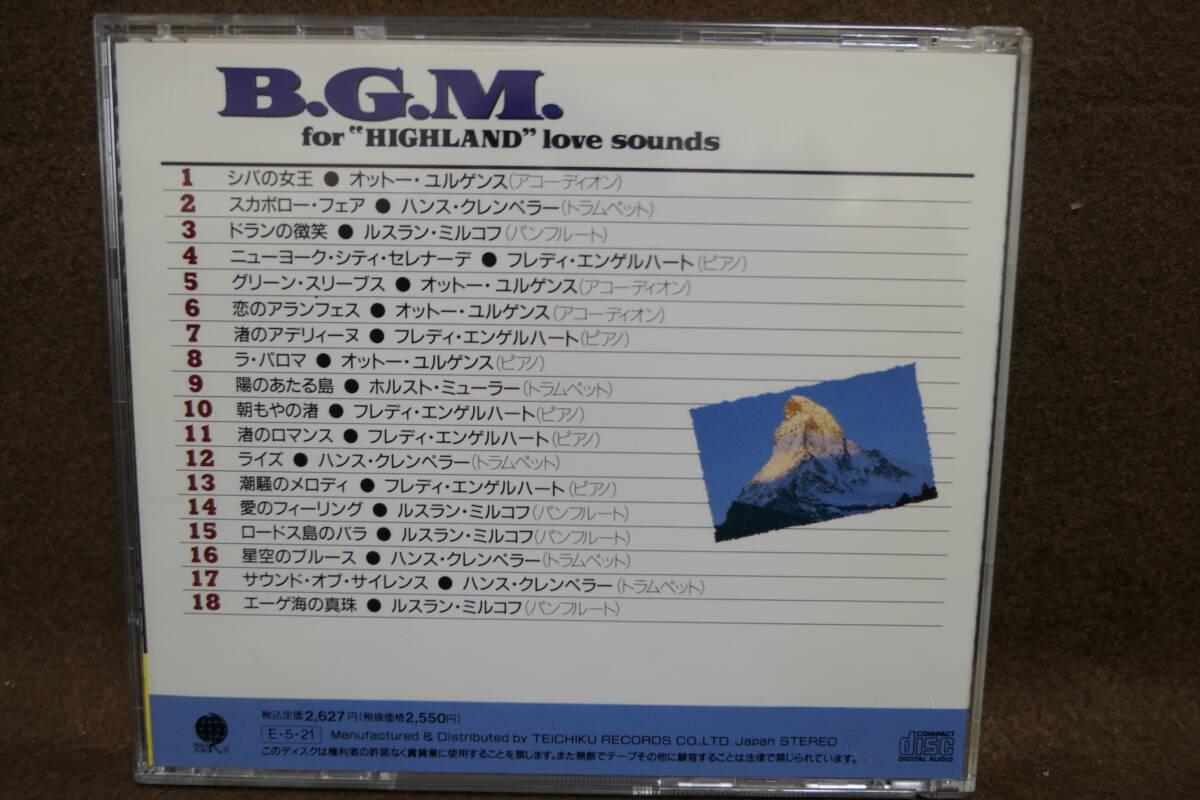 B.G.M.
for "HIGHLAND" love sounds
1 シバの女王 ● オットー・ユルゲンス(アコーディオン)
2 スカボロー・フェア ● ハンス・クレンペラー(トラムペット)
3 ドランの微笑 ● ルスラン・ミルコフ(パンフルート)
4 ニューヨーク・シティ・セレナーデ ● フレディ・エンゲルハート(ピアノ)
5 グリーン・スリーブス ● オットー・ユルゲンス(アコーディオン)
6 恋のアランフェス ● オットー・ユルゲンス(アコーディオン)
7 渚のアデリィーヌ ● フレディ・エンゲルハート(ピアノ)
8 ラ・パロマ ● オットー・ユルゲンス(ピアノ)
9 陽のあたる島 ● ホルスト・ミューラー(トラムペット)
10 朝もやの渚 ● フレディ・エンゲルハート(ピアノ)
11 渚のロマンス ● フレディ・エンゲルハート(ピアノ)
12 ライズ ● ハンス・クレンペラー(トラムペット)
13 潮騒のメロディ ● フレディ・エンゲルハート(ピアノ)
14 愛のフィーリング ● ルスラン・ミルコフ(パンフルート)
15 ロードス島のバラ ● ルスラン・ミルコフ(パンフルート)
16 星空のブルース ● ハンス・クレンペラー(トラムペット)
17 サウンド・オブ・サイレンス ● ハンス・クレンペラー(トラムペット)
18 エーゲ海の真珠 ● ルスラン・ミルコフ(パンフルート)
税込定価2,627円(税抜価格2,550円)
E・5・21 Manufactured & Distributed by TEICHIKU RECORDS CO.,LTD. Japan STEREO
このディスクは権利者の許諾なく賃貸業に使用することを禁じます。また無断でテープその他に録音することは法律で禁じられています。
COMPACT
disc
DIGITAL AUDIO